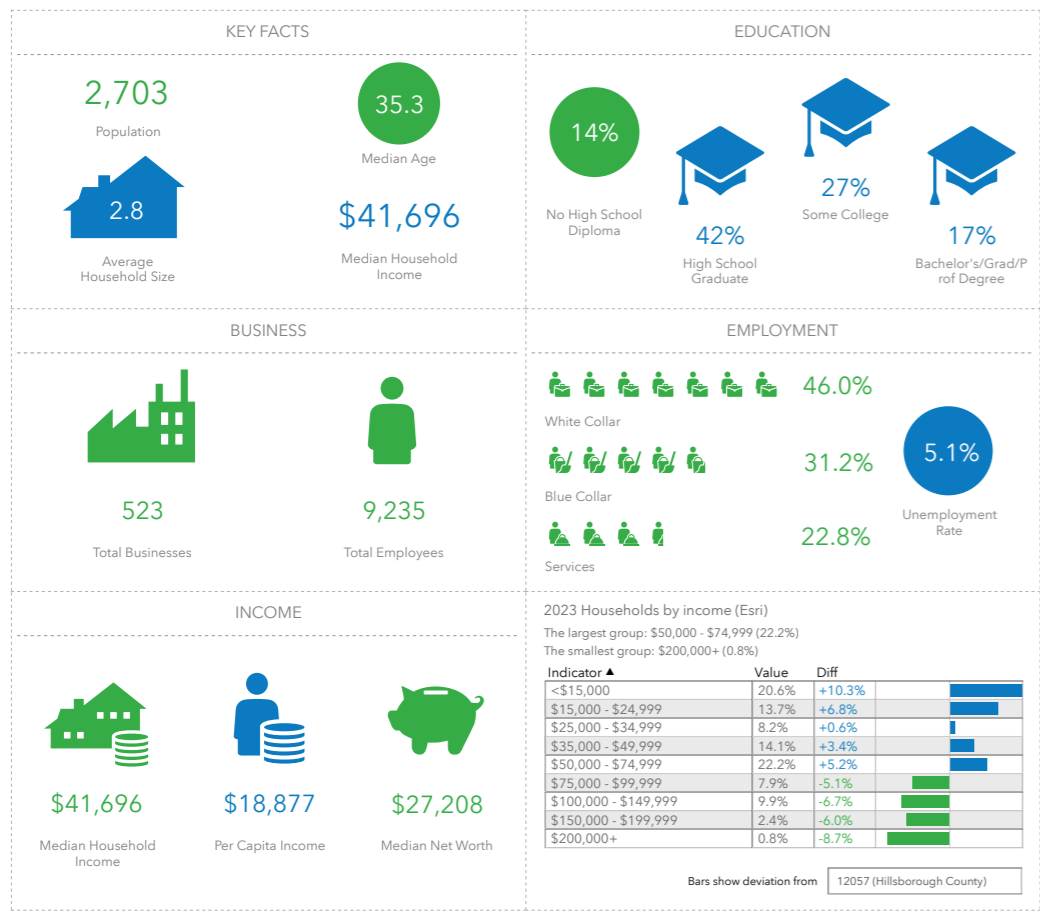 KEY FACTS
2,703
Population
35.3
Median Age
2.8
Average
Household Size
$41,696
Median Household
Income
EDUCATION
14%
No High School
Diploma
42%
High School
Graduate
27%
Some College
17%
Bachelor's/Grad/P
rof Degree
BUSINESS
523
Total Businesses
9,235
Total Employees
EMPLOYMENT
46.0%
White Collar
31.2%
Blue Collar
22.8%
Services
5.1%
Unemployment
Rate
INCOME
$41,696
Median Household
Income
$18,877
Per Capita Income
$27,208
Median Net Worth
2023 Households by income (Esri)
The largest group: $50,000 - $74,999 (22.2%)
The smallest group: $200,000+ (0.8%)
Indicator ▲ Value Diff
<$15,000 20.6% +10.3%
$15,000 - $24,999 13.7% +6.8%
$25,000 - $34,999 8.2% +0.6%
$35,000 - $49,999 14.1% +3.4%
$50,000 - $74,999 22.2% +5.2%
$75,000 - $99,999 7.9% -5.1%
$100,000 - $149,999 9.9% -6.7%
$150,000 - $199,999 2.4% -6.0%
$200,000+ 0.8% -8.7%
Bars show deviation from 12057 (Hillsborough County)